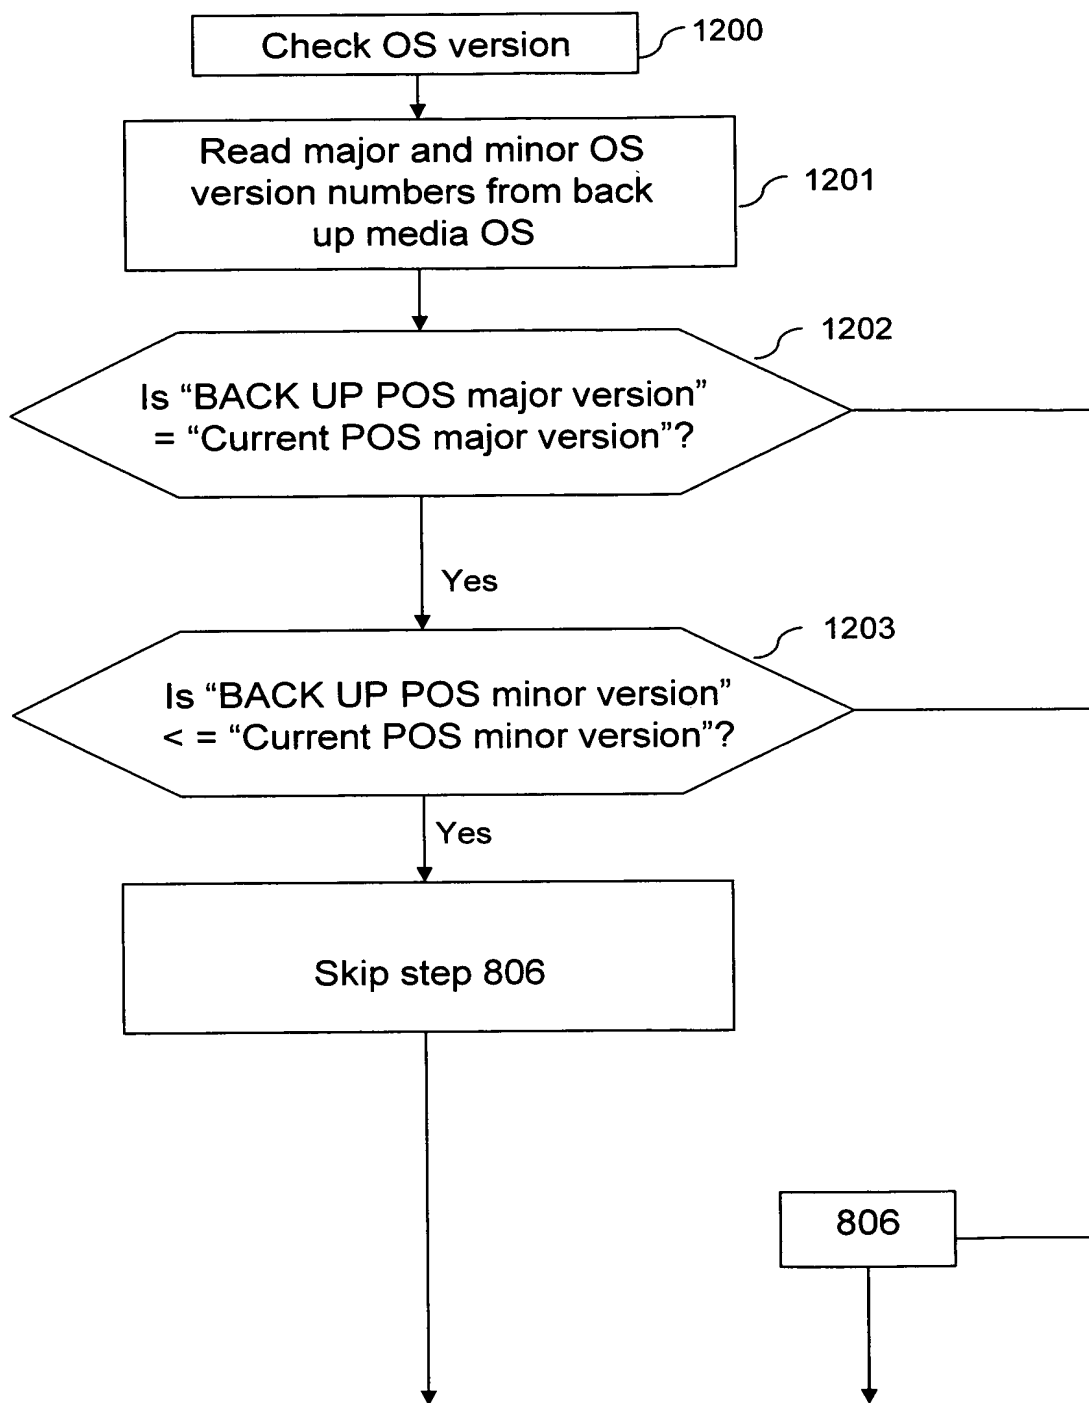 Check OS version
1200
Read major and minor OS
version numbers from back
up media OS
1201
1202
Is “BACK UP POS major version”
= “Current POS major version”?
Yes
1203
Is “BACK UP POS minor version”
< = “Current POS minor version”?
Yes
Skip step 806
806